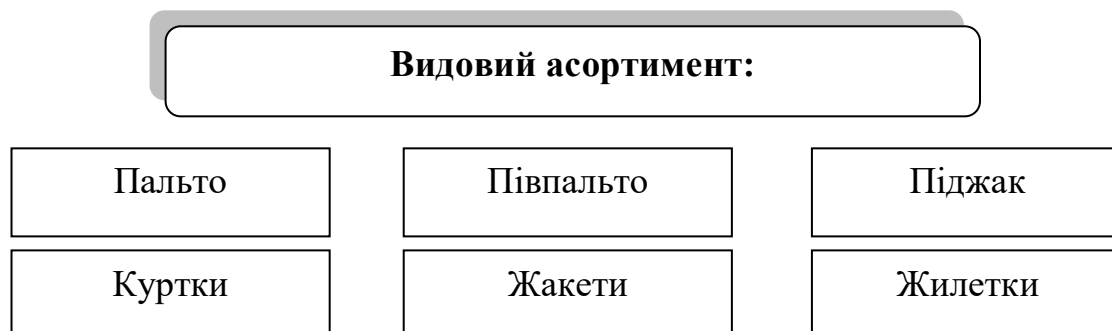 Видовий асортимент:
Пальто Півпальто Піджак
Куртки Жакети Жилетки